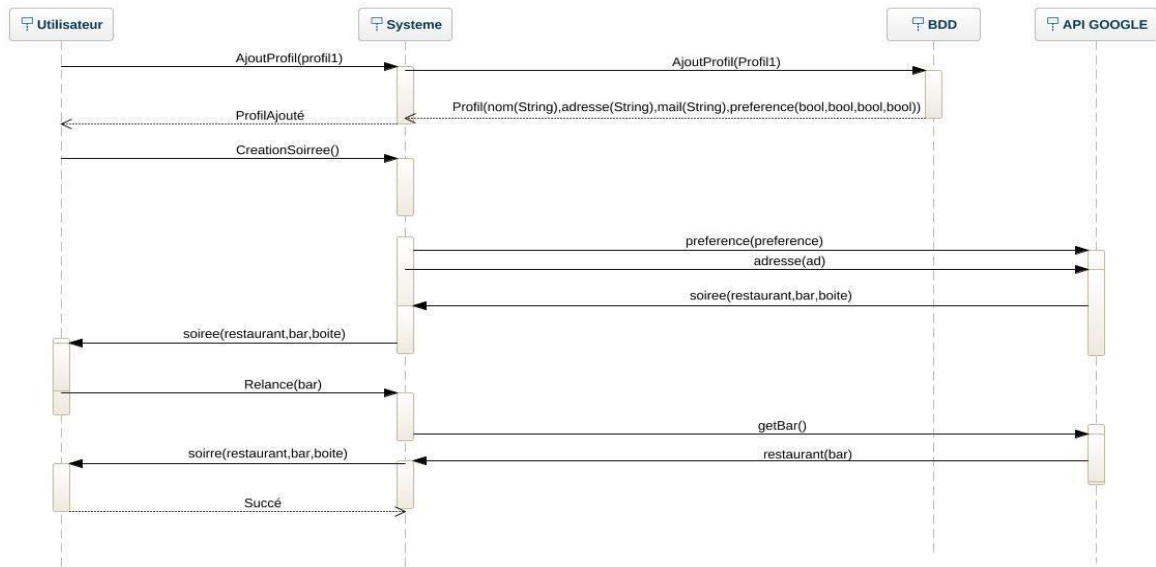 Utilisateur
Systeme
BDD
API GOOGLE
AjoutProfil(profil1)
AjoutProfil(Profil1)
Profil(nom(String),adresse(String),mail(String).preference(bool,bool,bool,bool))
ProfilAjouté
CreationSoirree()
preference(preference)
adresse(ad)
soiree(restaurant,bar,boite)
soiree(restaurant,bar,boite)
Relance(bar)
getBar()
soirre(restaurant,bar,boite)
restaurant(bar)
Succé